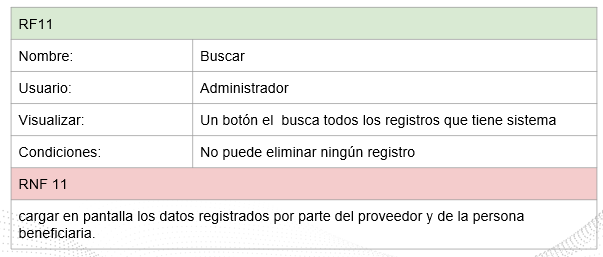 RF11
Nombre: Buscar
Usuario: Administrador
Visualizar: Un botón el  busca todos los registros que tiene sistema
Condiciones: No puede eliminar ningún registro
RNF 11
cargar en pantalla los datos registrados por parte del proveedor y de la persona
beneficiaria.